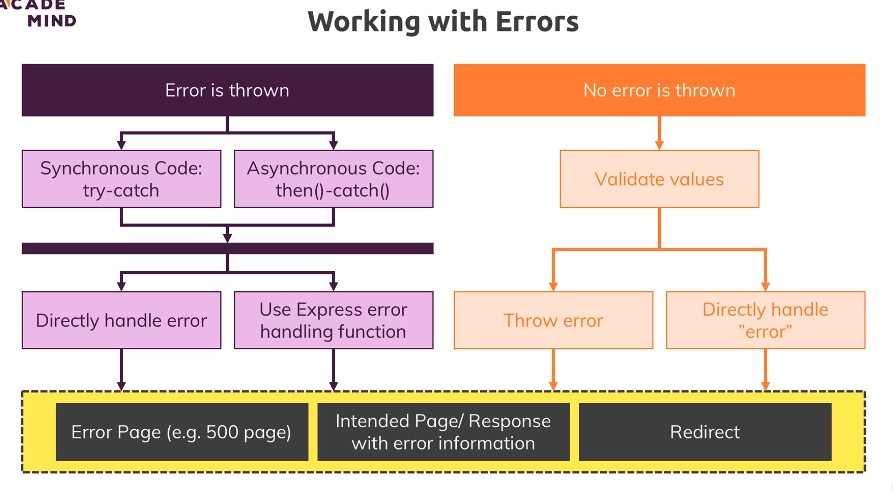 ACADE
MIND
Working with Errors
Error is thrown
No error is thrown
Synchronous Code:
try-catch
Asynchronous Code:
then()-catch()
Validate values
Directly handle error
Use Express error
handling function
Throw error
Directly handle
”error”
Error Page (e.g. 500 page)
Intended Page/ Response
with error information
Redirect